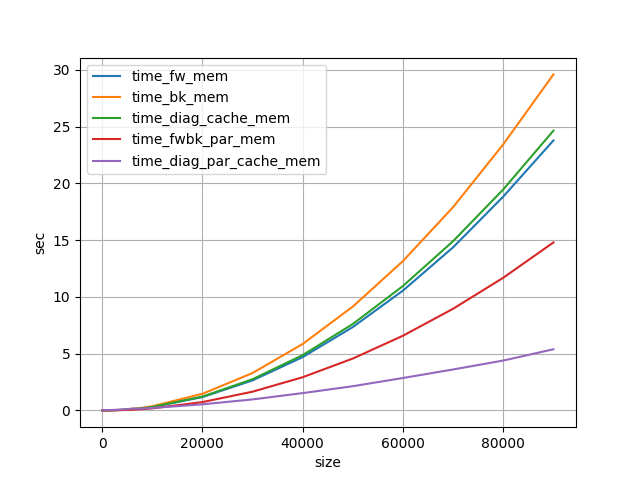 time_fw_mem
time_bk_mem
time_diag_cache_mem
time_fwbk_par_mem
time_diag_par_cache_mem
30
25
20
15
10
5
0
sec
0 20000 40000 60000 80000
size